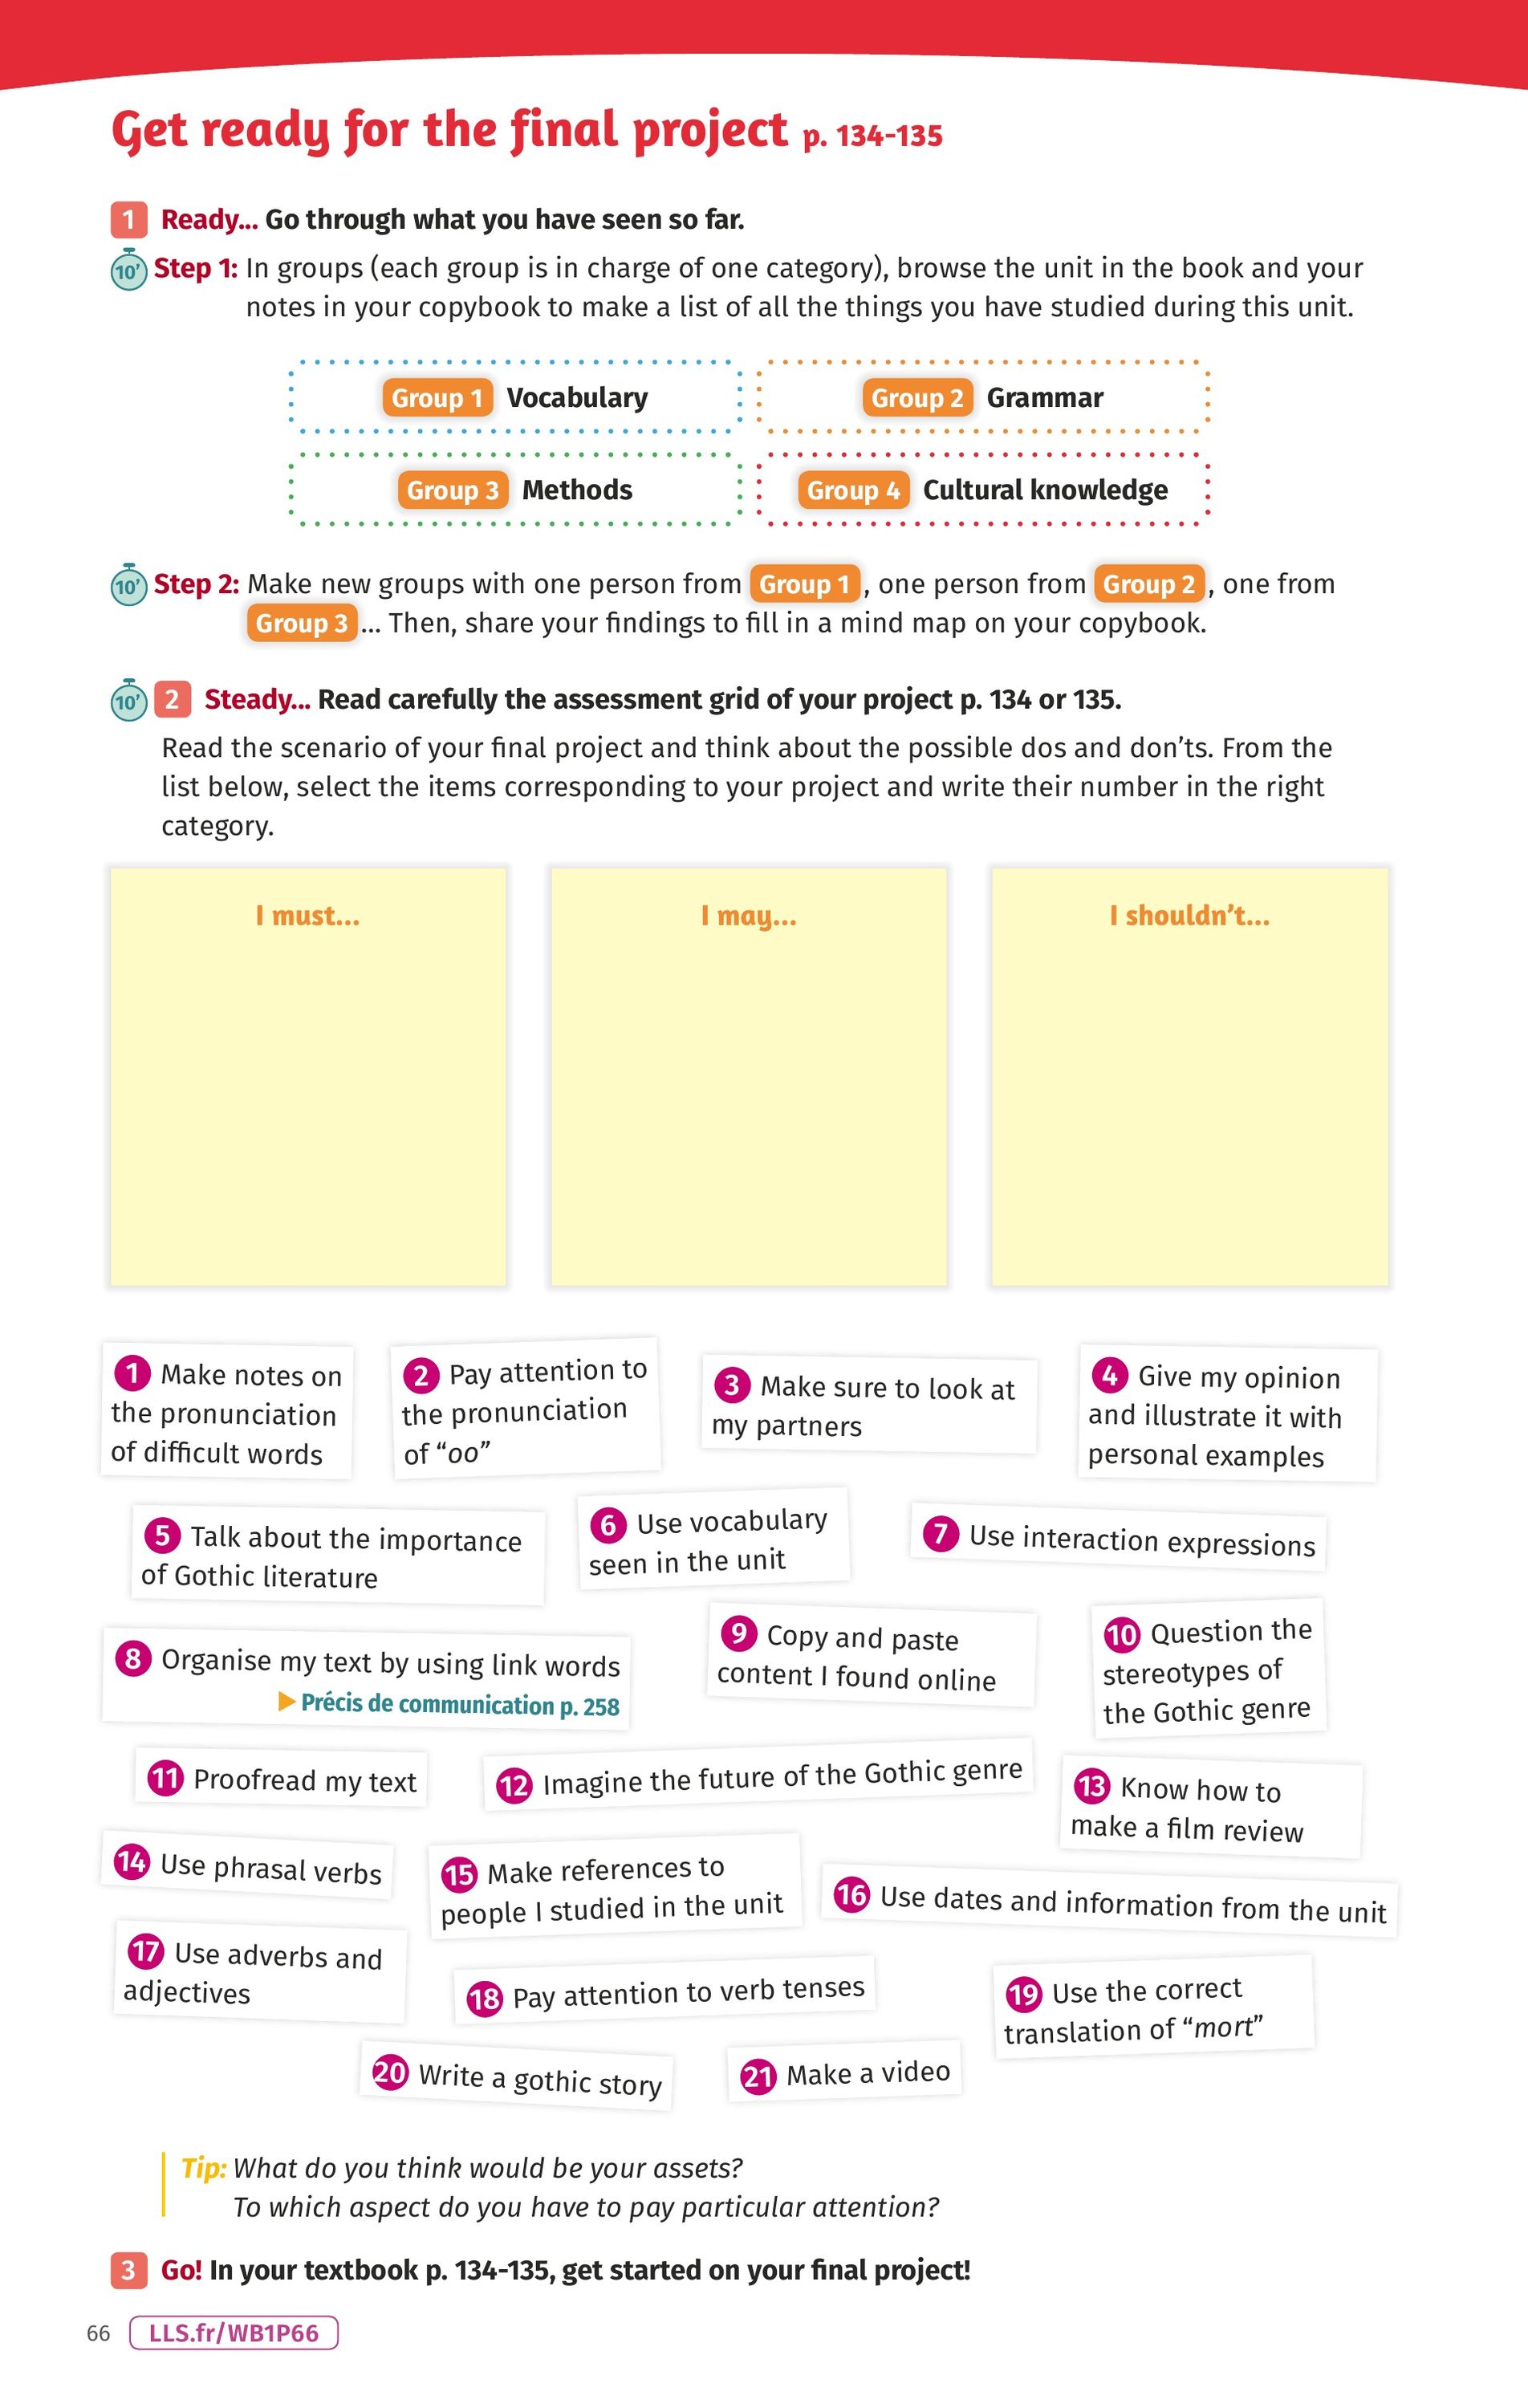 Get ready for the final project p. 134-135
1 Ready... Go through what you have seen so far.
10' Step 1: In groups (each group is in charge of one category), browse the unit in the book and your
notes in your copybook to make a list of all the things you have studied during this unit.
Group 1 Vocabulary
Group 2 Grammar
Group 3 Methods
Group 4 Cultural knowledge
10' Step 2: Make new groups with one person from Group 1, one person from Group 2, one from
Group 3... Then, share your findings to fill in a mind map on your copybook.
10' 2 Steady... Read carefully the assessment grid of your project p. 134 or 135.
Read the scenario of your final project and think about the possible dos and don'ts. From the
list below, select the items corresponding to your project and write their number in the right
category.
I must...
I may...
I shouldn't...
1 Make notes on
the pronunciation
of difficult words
2 Pay attention to
the pronunciation
of “oo”
3 Make sure to look at
my partners
4 Give my opinion
and illustrate it with
personal examples
5 Talk about the importance
of Gothic literature
6 Use vocabulary
seen in the unit
7 Use interaction expressions
8 Organise my text by using link words
▶ Précis de communication p. 258
9 Copy and paste
content I found online
10 Question the
stereotypes of
the Gothic genre
11 Proofread my text
12 Imagine the future of the Gothic genre
13 Know how to
make a film review
14 Use phrasal verbs
15 Make references to
people I studied in the unit
16 Use dates and information from the unit
17 Use adverbs and
adjectives
18 Pay attention to verb tenses
19 Use the correct
translation of “mort”
20 Write a gothic story
21 Make a video
Tip: What do you think would be your assets?
To which aspect do you have to pay particular attention?
3 Go! In your textbook p. 134-135, get started on your final project!
66 LLS.fr/WB1P66